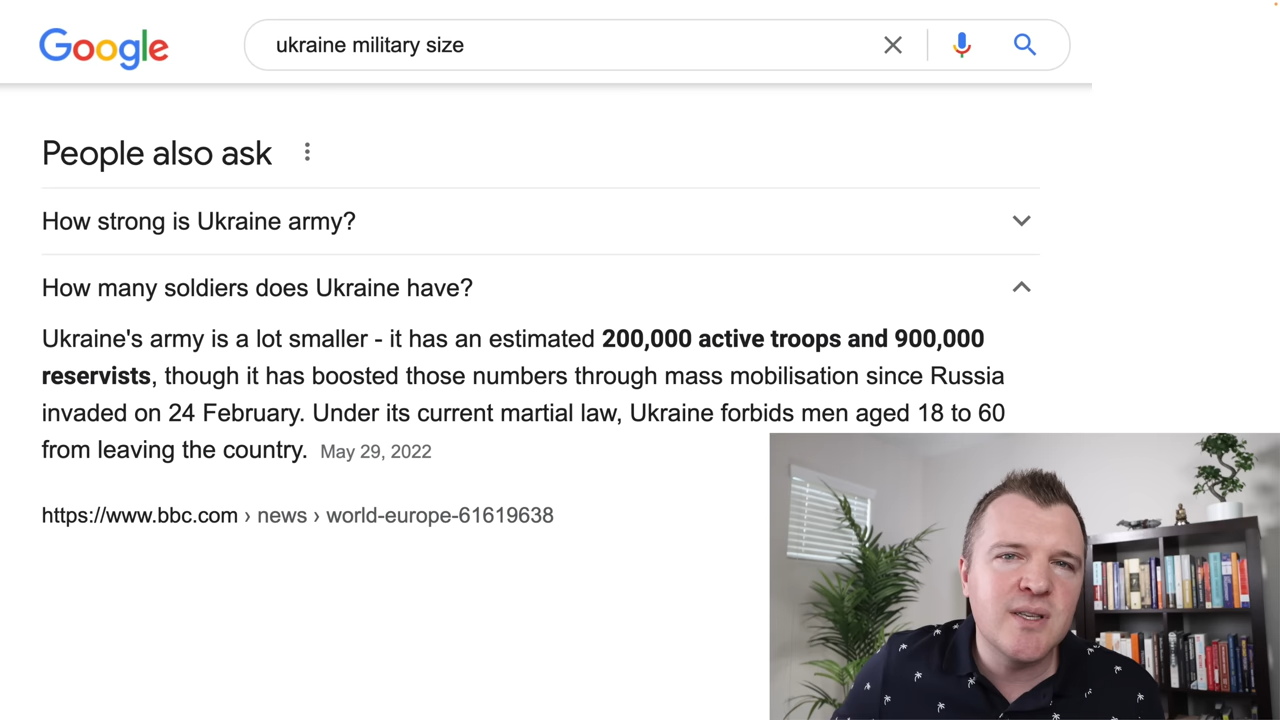 Google
ukraine military size
People also ask
How strong is Ukraine army?
How many soldiers does Ukraine have?
Ukraine's army is a lot smaller - it has an estimated 200,000 active troops and 900,000
reservists, though it has boosted those numbers through mass mobilisation since Russia
invaded on 24 February. Under its current martial law, Ukraine forbids men aged 18 to 60
from leaving the country. May 29, 2022
https://www.bbc.com › news › world-europe-61619638